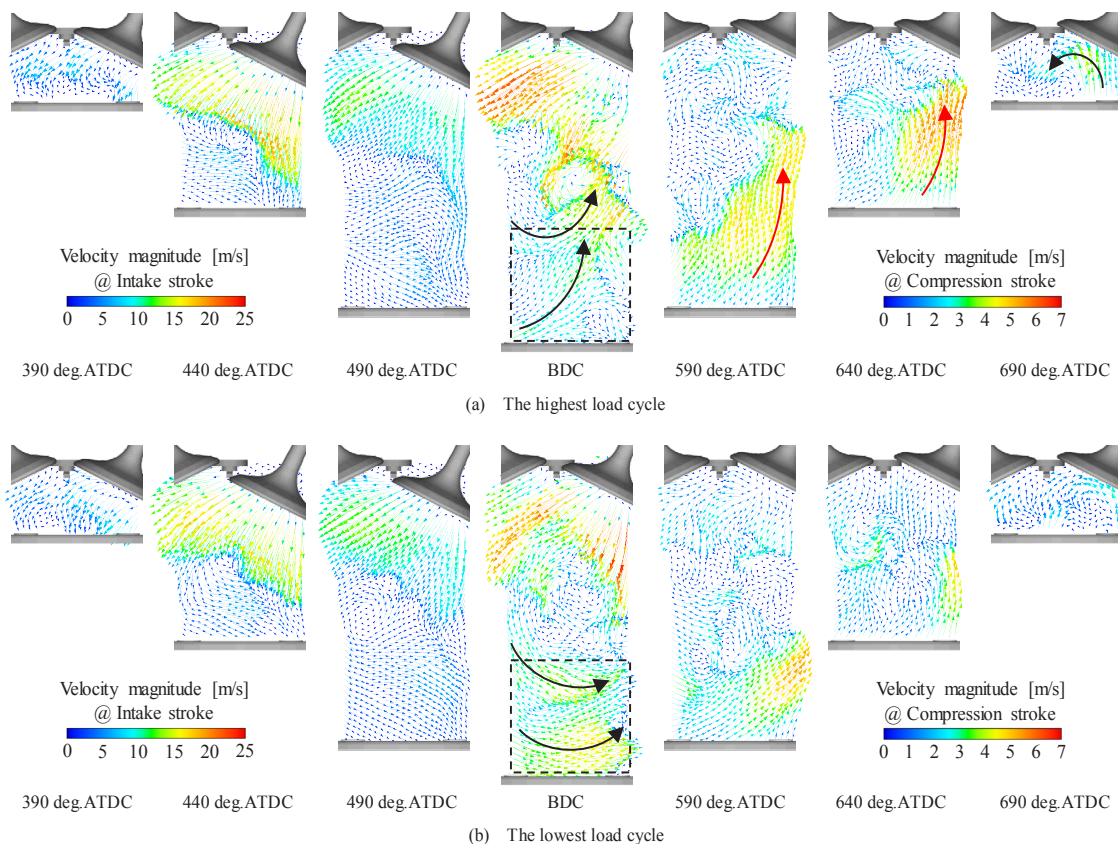 Velocity magnitude [m/s]
@ Intake stroke
0 5 10 15 20 25
Velocity magnitude [m/s]
@ Compression stroke
0 1 2 3 4 5 6 7
390 deg.ATDC 440 deg.ATDC 490 deg.ATDC BDC 590 deg.ATDC 640 deg.ATDC 690 deg.ATDC
(a) The highest load cycle
Velocity magnitude [m/s]
@ Intake stroke
0 5 10 15 20 25
Velocity magnitude [m/s]
@ Compression stroke
0 1 2 3 4 5 6 7
390 deg.ATDC 440 deg.ATDC 490 deg.ATDC BDC 590 deg.ATDC 640 deg.ATDC 690 deg.ATDC
(b) The lowest load cycle